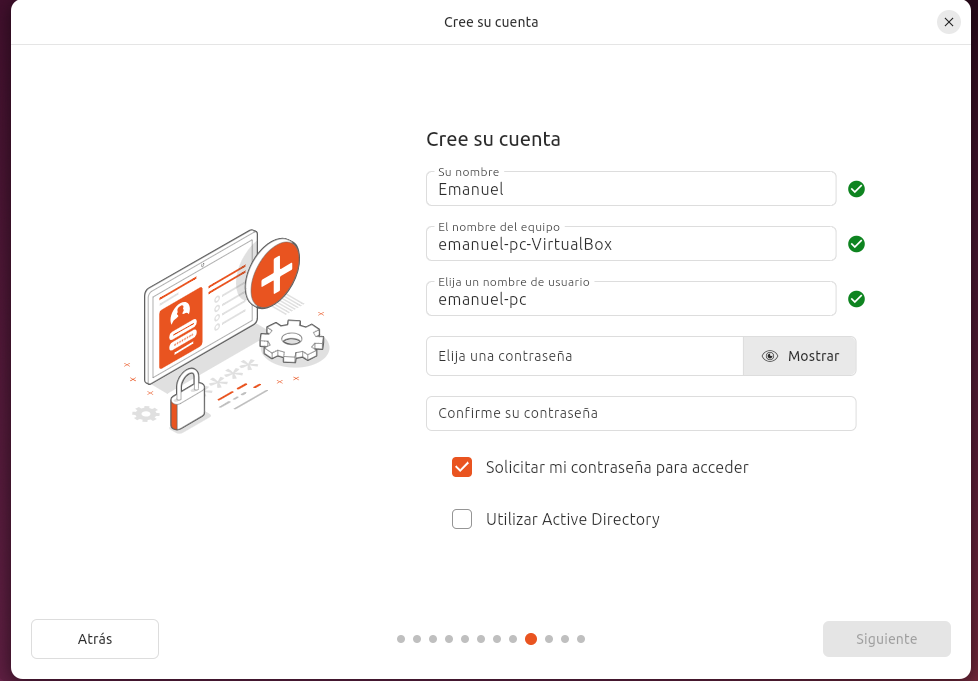 Cree su cuenta
Cree su cuenta
Su nombre
Emanuel
El nombre del equipo
emanuel-pc-VirtualBox
Elija un nombre de usuario
emanuel-pc
Elija una contraseña
Mostrar
Confirme su contraseña
Solicitar mi contraseña para acceder
Utilizar Active Directory
Atrás
Siguiente